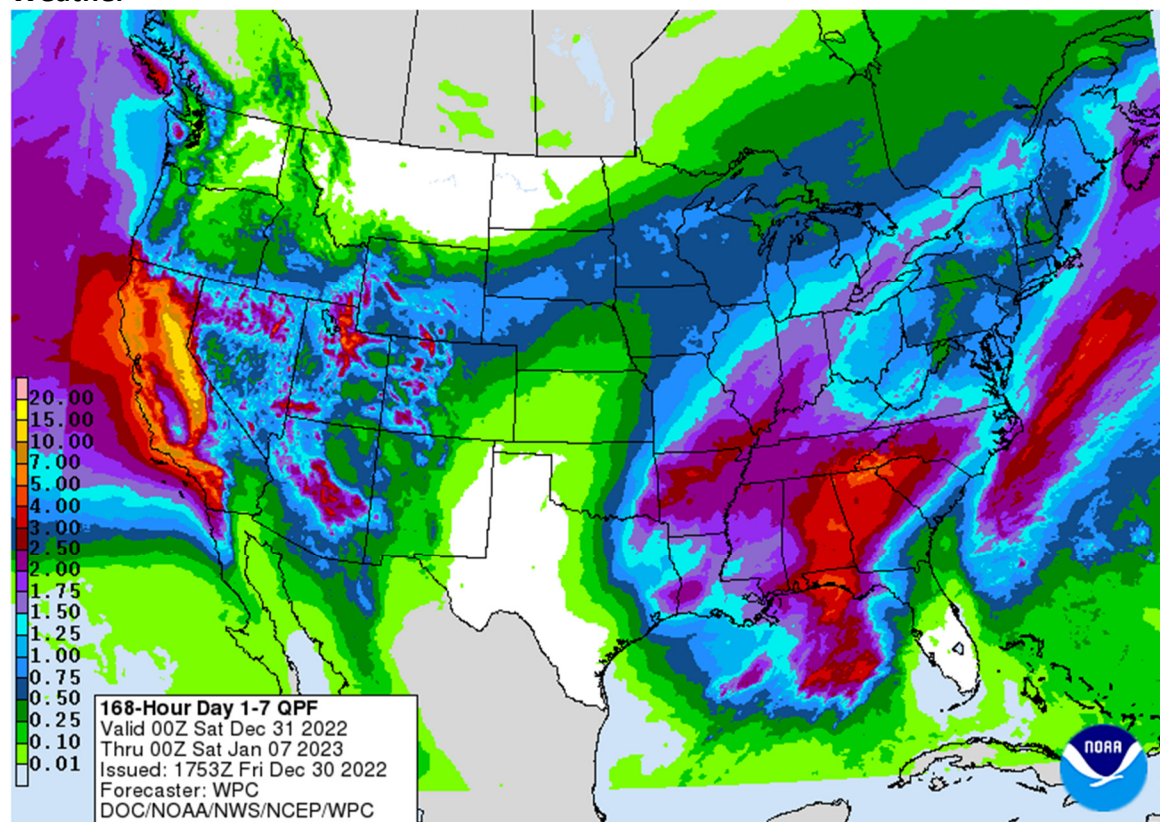 Weather
20.00
15.00
10.00
7.00
5.00
4.00
3.00
2.50
2.00
1.75
1.50
1.25
1.00
0.75
0.50
0.25
0.10
0.01
168-Hour Day 1-7 QPF
Valid 00Z Sat Dec 31 2022
Thru 00Z Sat Jan 07 2023
Issued: 1753Z Fri Dec 30 2022
Forecaster: WPC
DOC/NOAA/NWS/NCEP/WPC
NOAA